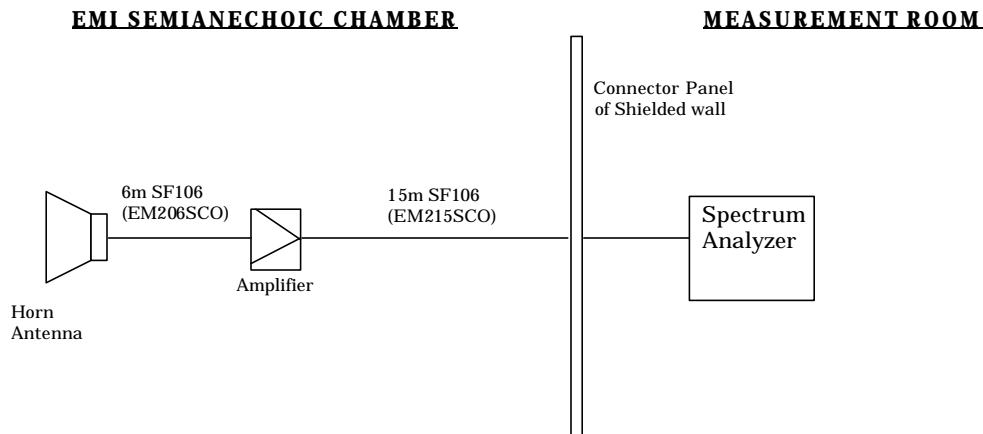 EMI SEMIANECHOIC CHAMBER
MEASUREMENT ROOM
Connector Panel
of Shielded wall
6m SF106
(EM206SCO)
15m SF106
(EM215SCO)
Spectrum
Analyzer
Amplifier
Horn
Antenna